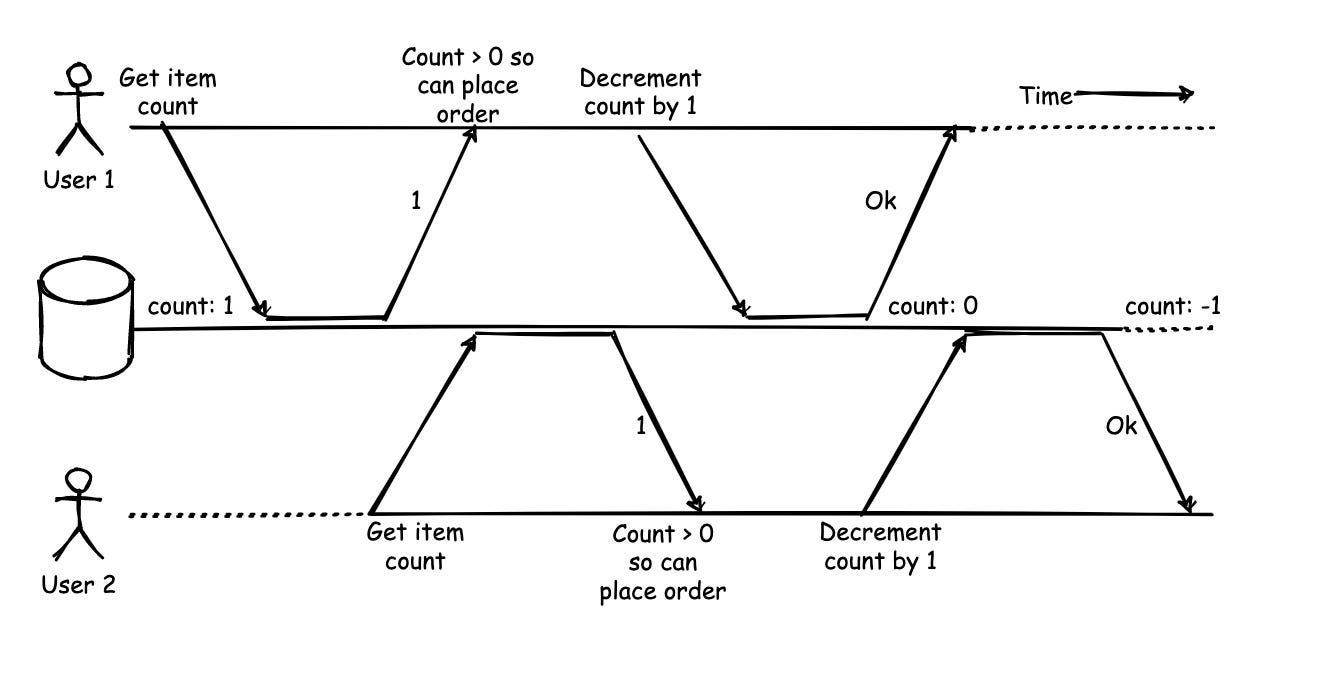 Get item
count
Count > 0 so
can place
order
Decrement
count by 1
Time
User 1
1
Ok
count: 1
count: 0
count: -1
1
Ok
User 2
Get item
count
Count > 0
so can
place order
Decrement
count by 1